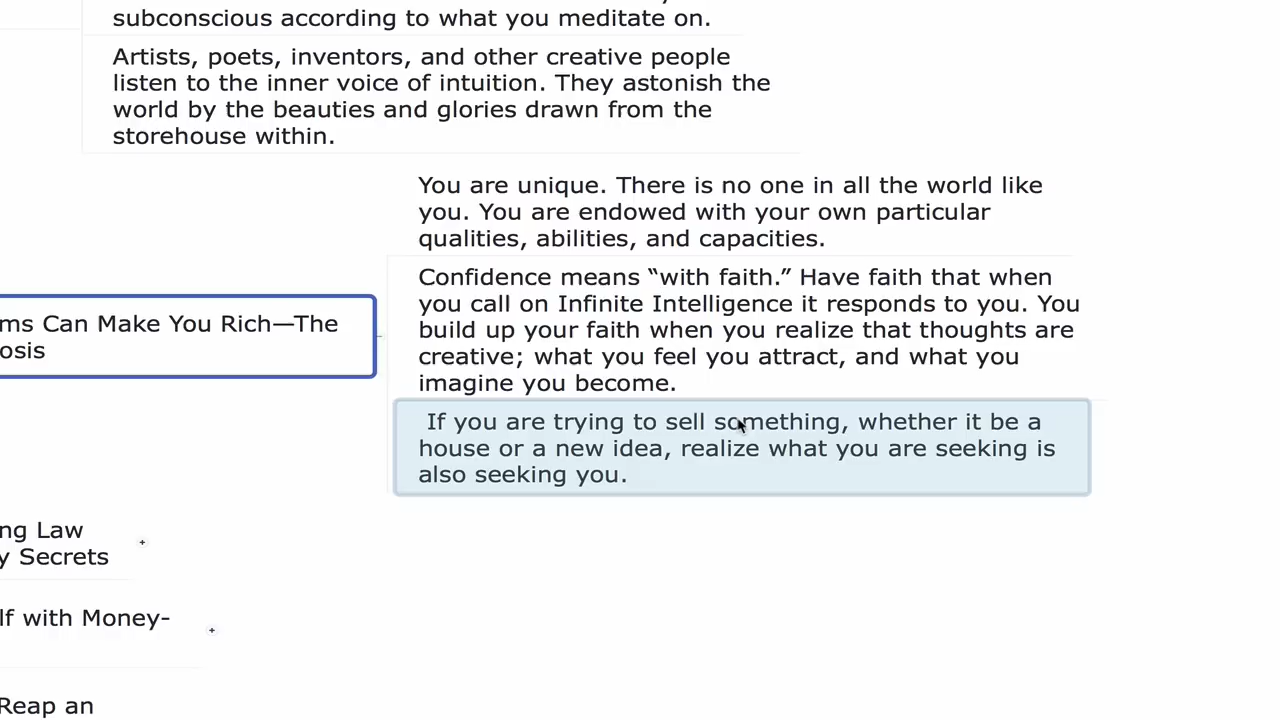 subconscious according to what you meditate on.
Artists, poets, inventors, and other creative people
listen to the inner voice of intuition. They astonish the
world by the beauties and glories drawn from the
storehouse within.
You are unique. There is no one in all the world like
you. You are endowed with your own particular
qualities, abilities, and capacities.
Confidence means “with faith.” Have faith that when
you call on Infinite Intelligence it responds to you. You
build up your faith when you realize that thoughts are
creative; what you feel you attract, and what you
imagine you become.
ms Can Make You Rich—The
osis
If you are trying to sell something, whether it be a
house or a new idea, realize what you are seeking is
also seeking you.
ng Law
y Secrets
lf with Money-
Reap an